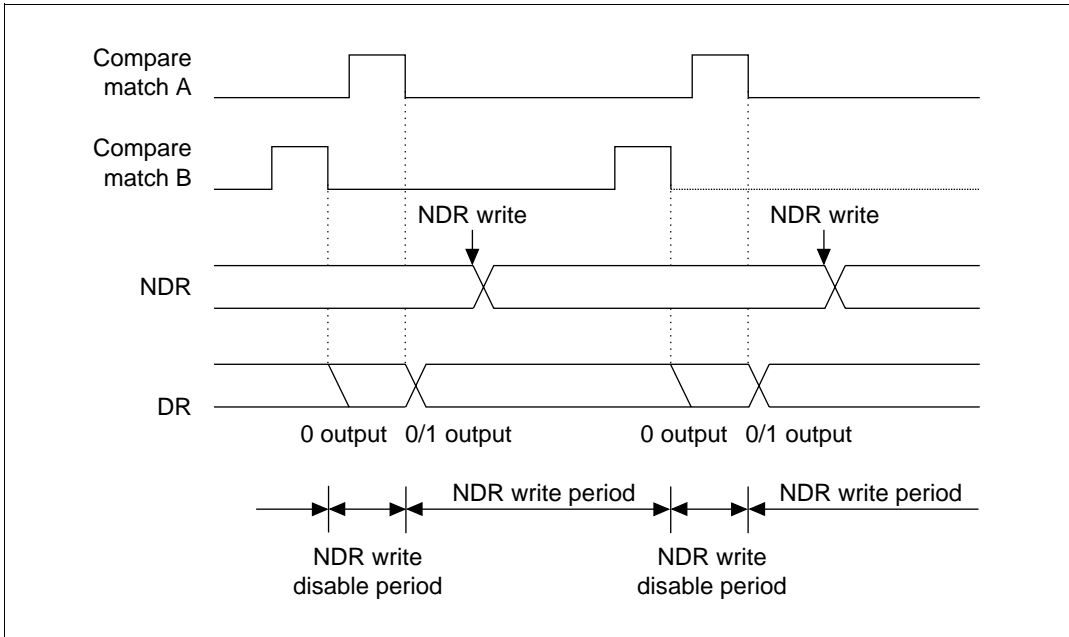 Compare
match A
Compare
match B
NDR write NDR write
NDR
DR
0 output 0/1 output 0 output 0/1 output
NDR write period NDR write period
NDR write
disable period
NDR write
disable period